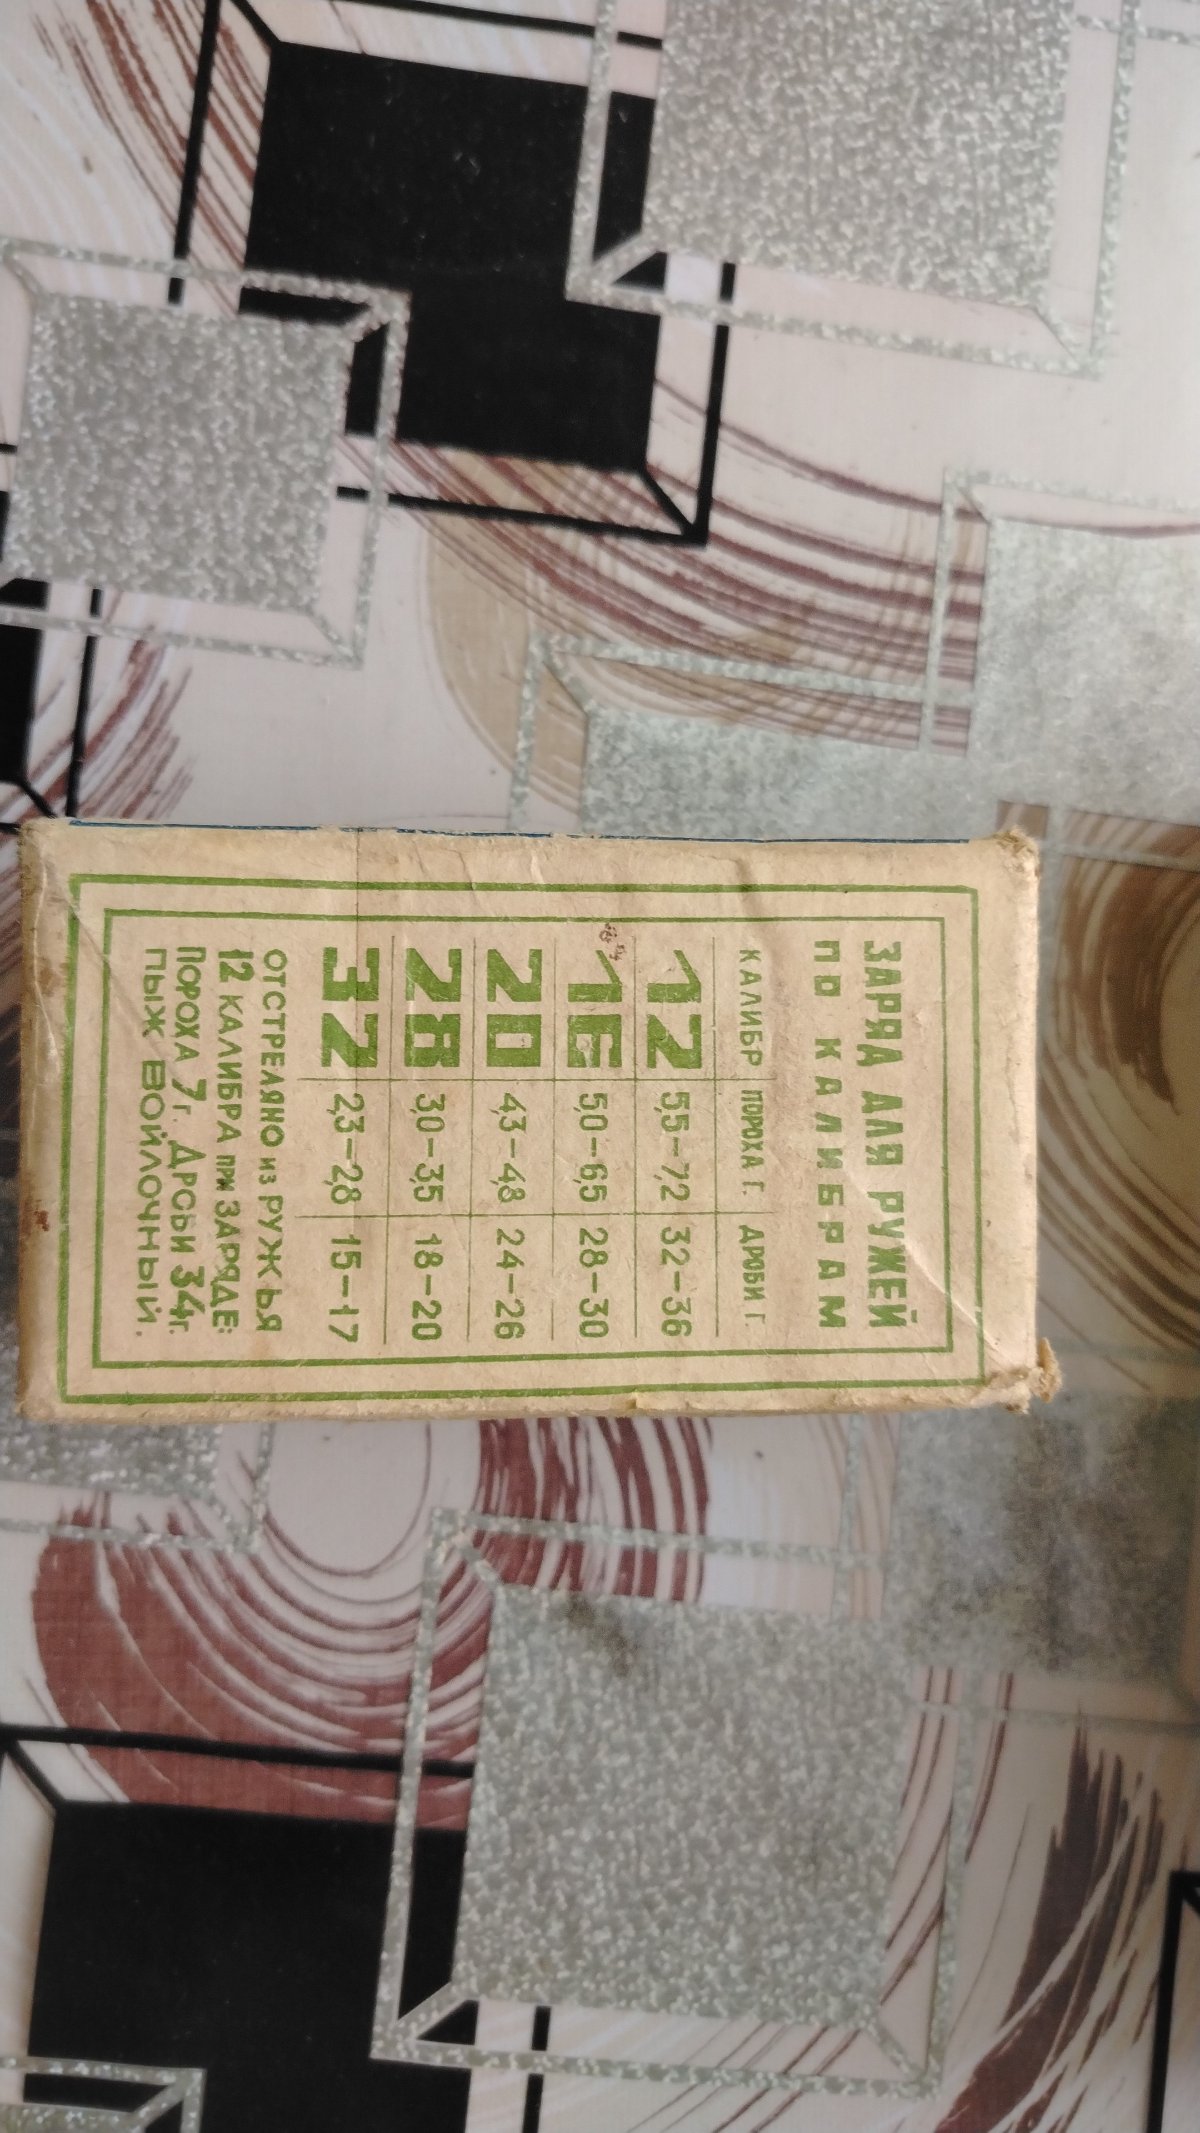 ЗАРЯД ДЛЯ РУЖЕЙ
ПО КАЛИБРАМ
КАЛИБР ПОРОХА Г. ДРОБИ Г.
12 5,5–7,2 32–36
16 5,0–6,5 28–30
20 4,3–4,8 24–26
28 3,0–3,5 18–20
32 2,3–2,8 15–17
ОТСТРЕЛЯНО ИЗ РУЖЬЯ
12 КАЛИБРА ПРИ ЗАРЯДЕ:
ПОРОХА 7 г. ДРОБИ 34г.
ПЫЖ ВОЙЛОЧНЫЙ.